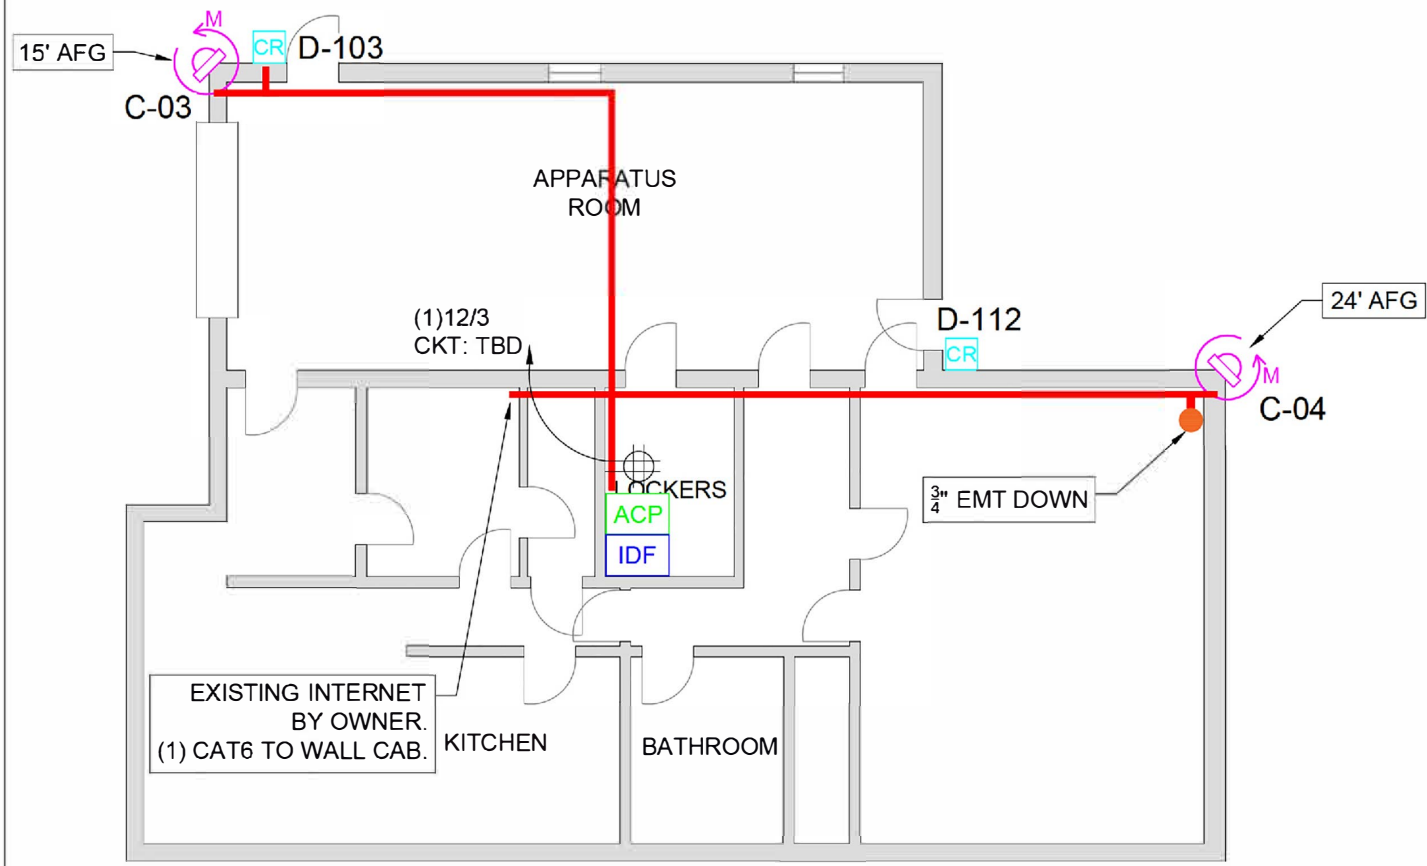 M
15' AFG
CR
D-103
C-03
APPARATUS
ROOM
24' AFG
(1)12/3
CKT: TBD
D-112
CR
M
C-04
LOCKERS
¾" EMT DOWN
ACP
IDF
EXISTING INTERNET
BY OWNER.
(1) CAT6 TO WALL CAB.
KITCHEN
BATHROOM